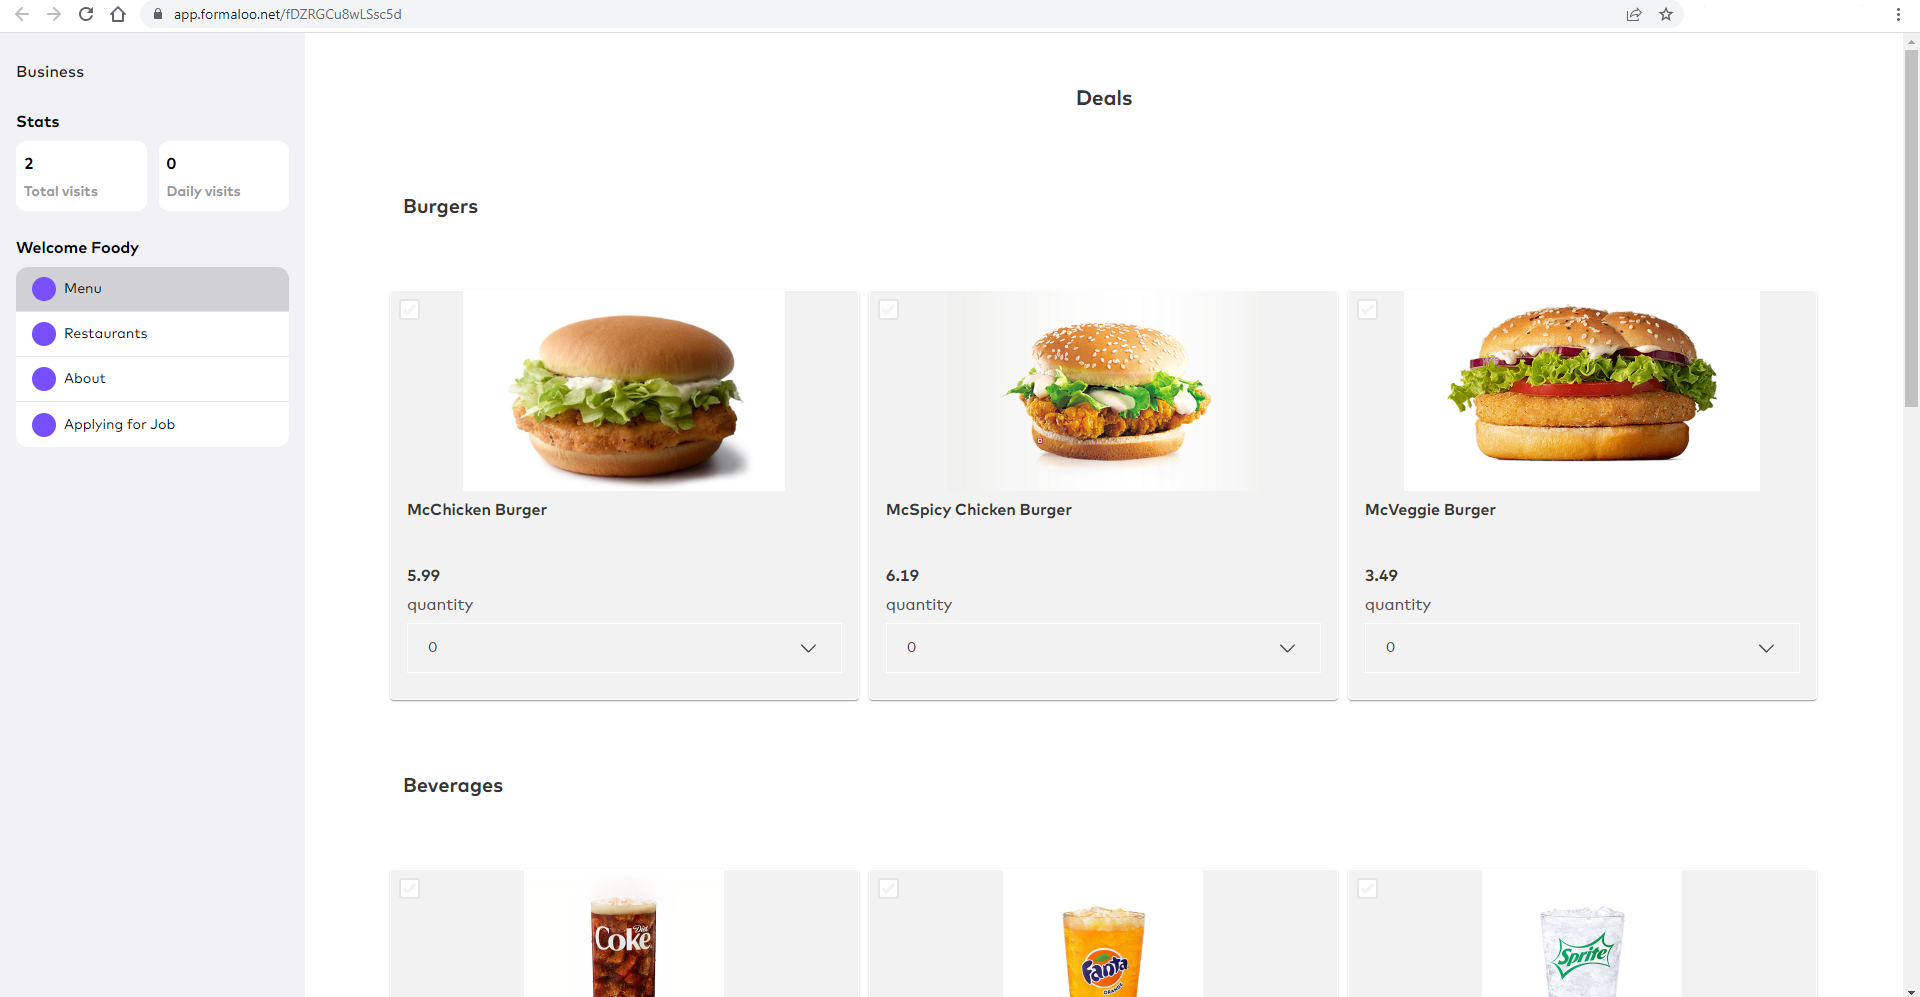 app.formaloo.net/fDZRGCu8wLSsc5d
Business
Stats
2
Total visits
0
Daily visits
Welcome Foody
Menu
Restaurants
About
Applying for Job
Deals
Burgers
McChicken Burger
5.99
quantity
0
McSpicy Chicken Burger
6.19
quantity
0
McVeggie Burger
3.49
quantity
0
Beverages
Diet
Coke
Fanta
ORANGE
Sprite